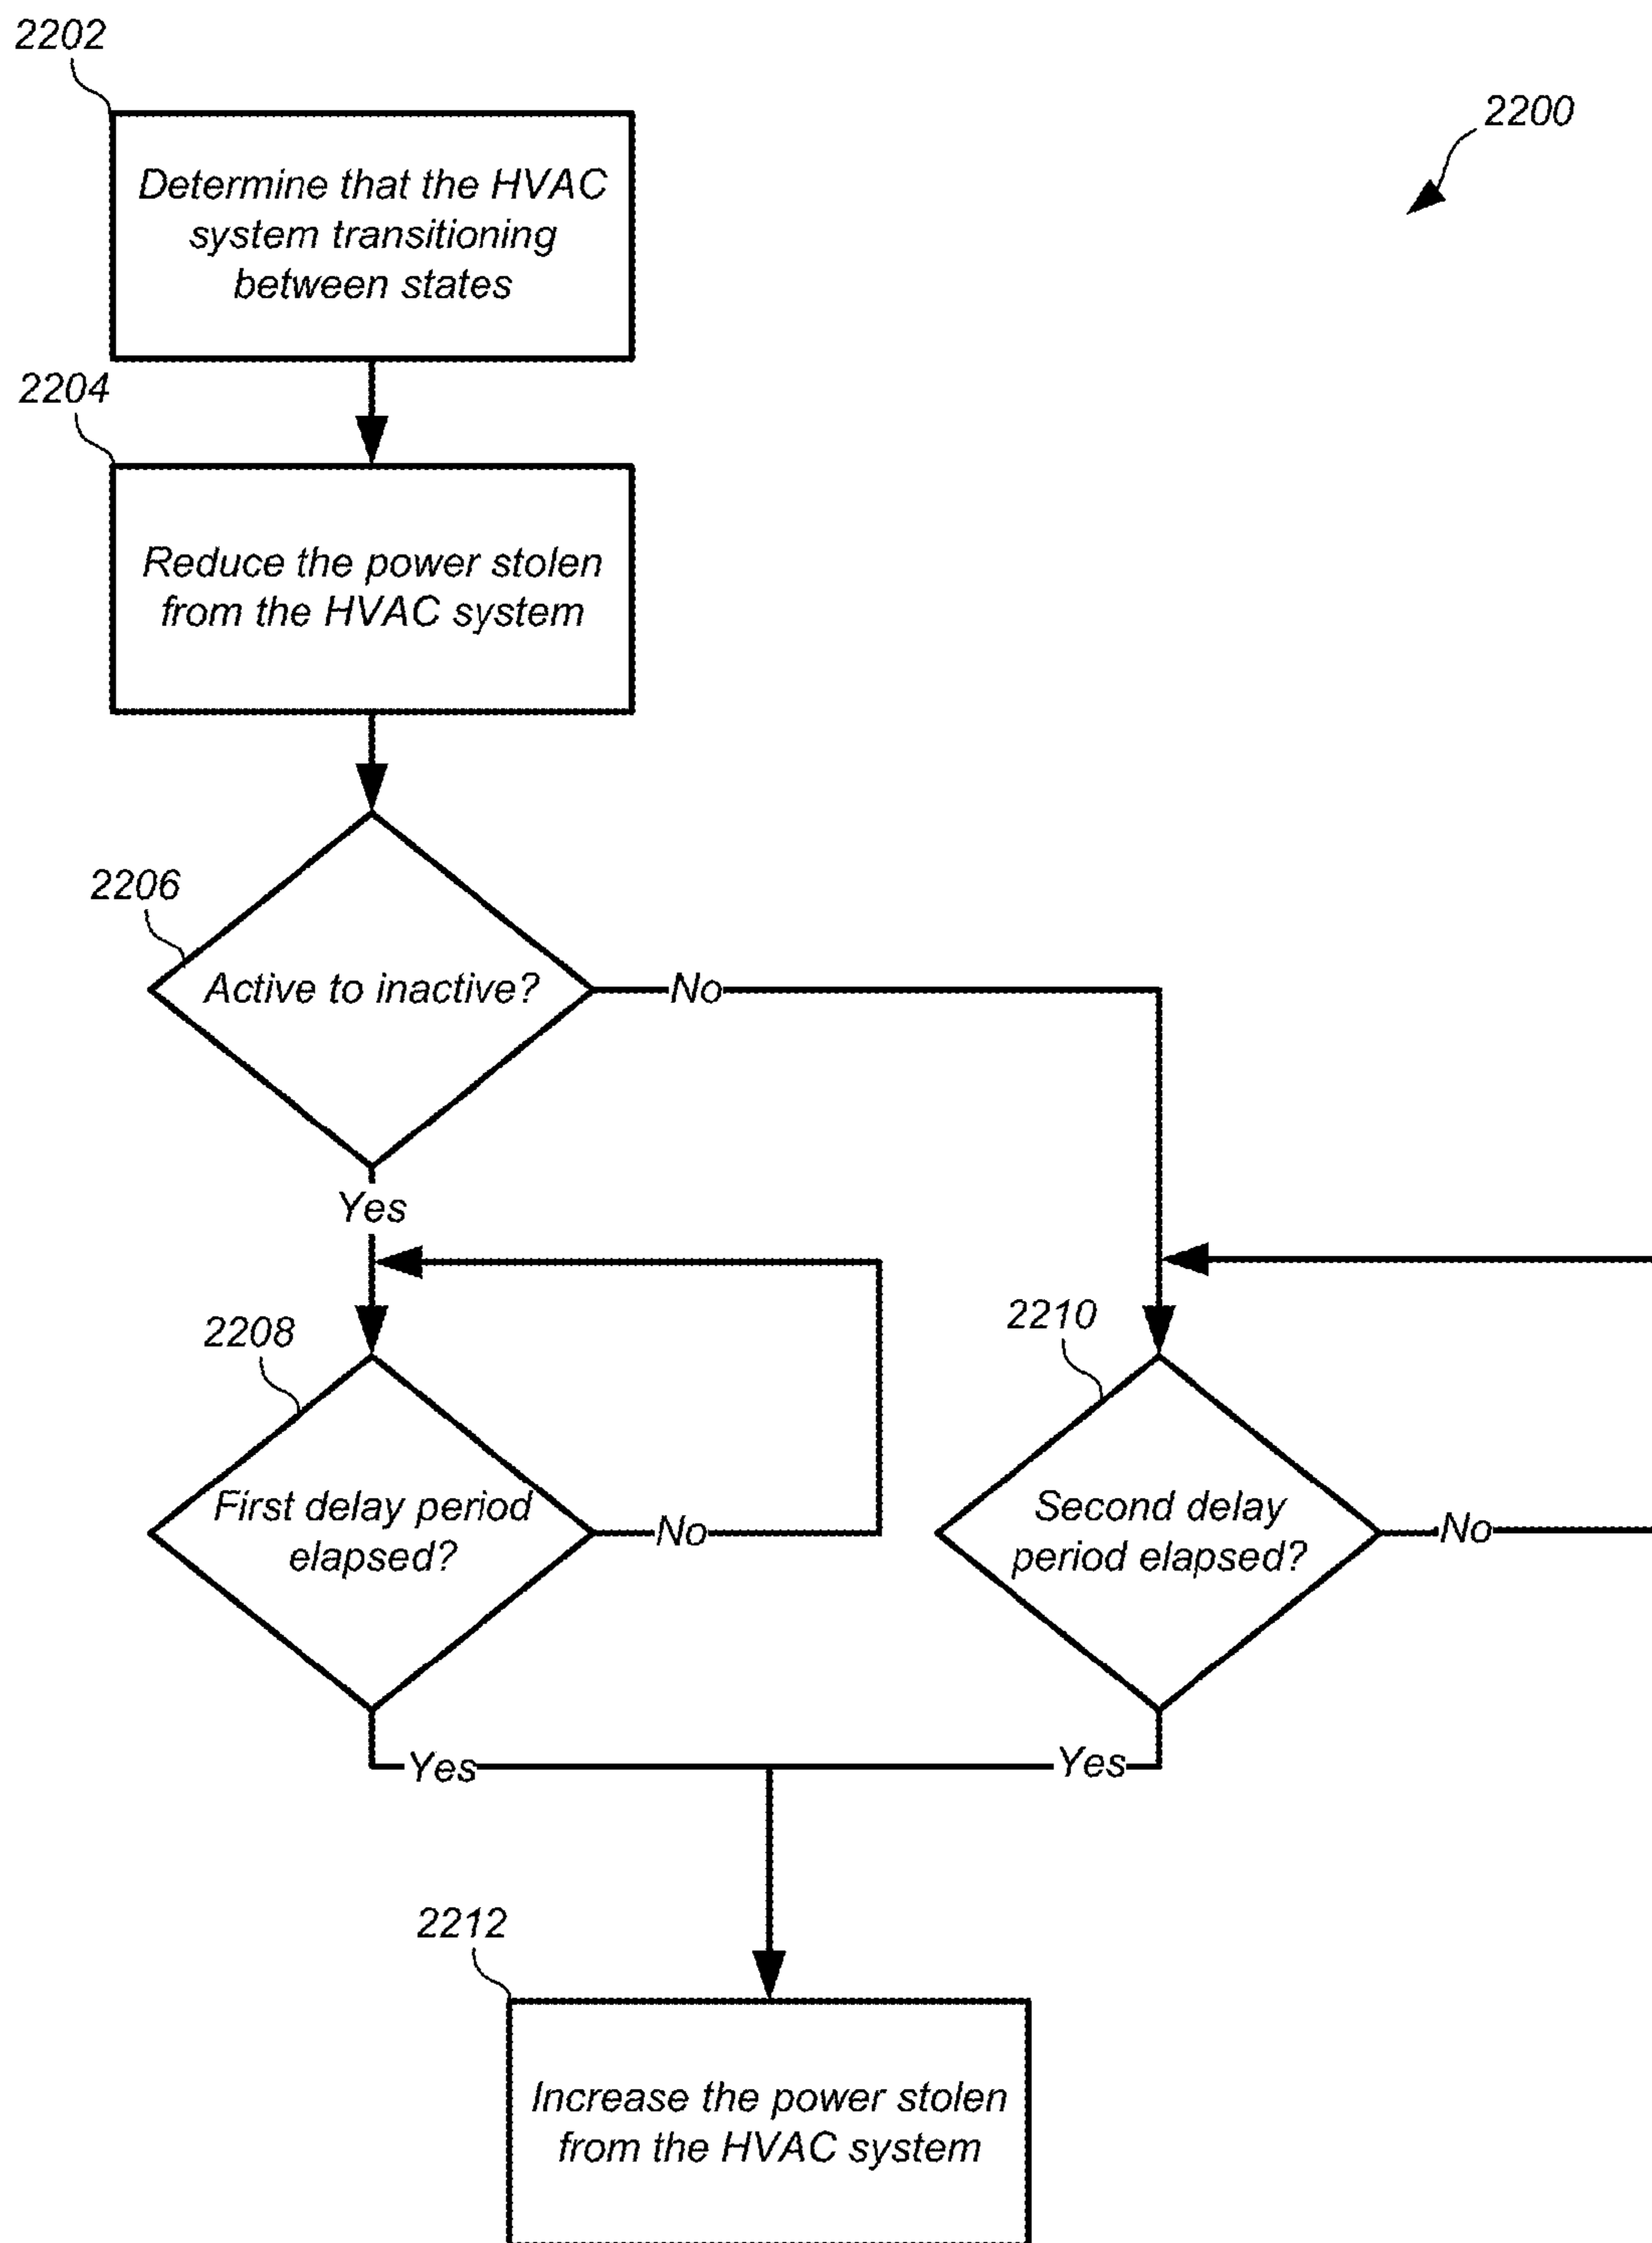 2202
2200
Determine that the HVAC
system transitioning
between states
2204
Reduce the power stolen
from the HVAC system
2206
Active to inactive?
No
Yes
2208
2210
First delay period
elapsed?
No
Second delay
period elapsed?
No
Yes
Yes
2212
Increase the power stolen
from the HVAC system